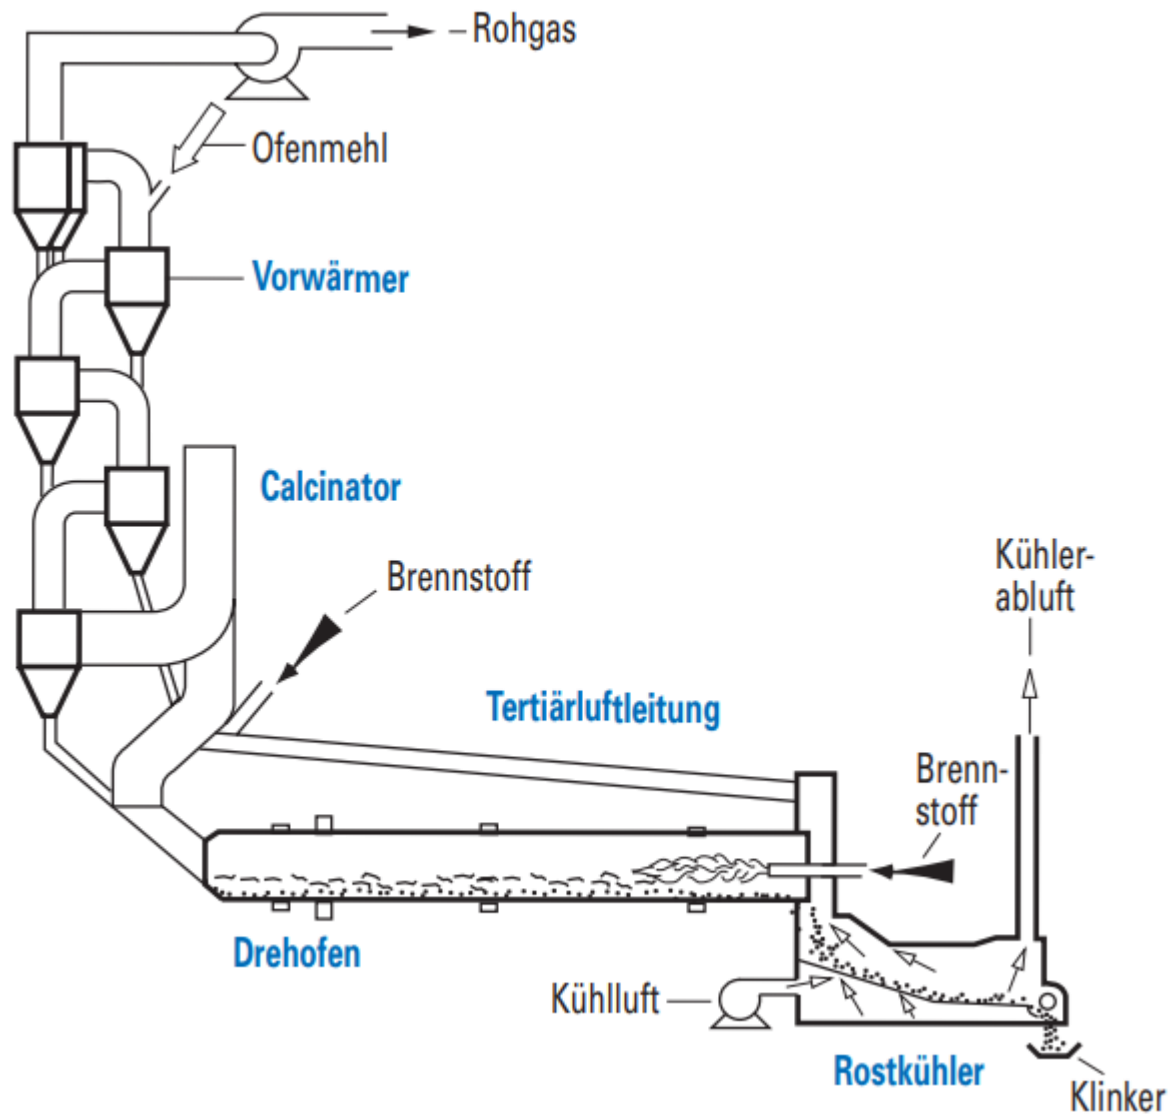 Rohgas
Ofenmehl
Vorwärmer
Calcinator
Brennstoff
Kühler-
abluft
Tertiärluftleitung
Brenn-
stoff
Drehofen
Kühlluft
Rostkühler
Klinker